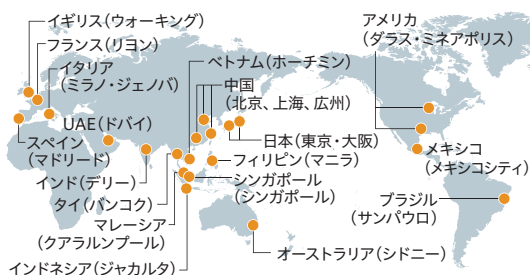 イギリス(ウォーキング)
フランス(リヨン)
イタリア
(ミラノ・ジェノバ)
UAE(ドバイ)
スペイン
(マドリード)
インド(デリー)
タイ(バンコク)
マレーシア
(クアラルンプール)
インドネシア(ジャカルタ)
ベトナム(ホーチミン)
中国
(北京、上海、広州)
日本(東京・大阪)
フィリピン(マニラ)
シンガポール
(シンガポール)
オーストラリア(シドニー)
アメリカ
(ダラス・ミネアポリス)
メキシコ
(メキシコシティ)
ブラジル
(サンパウロ)